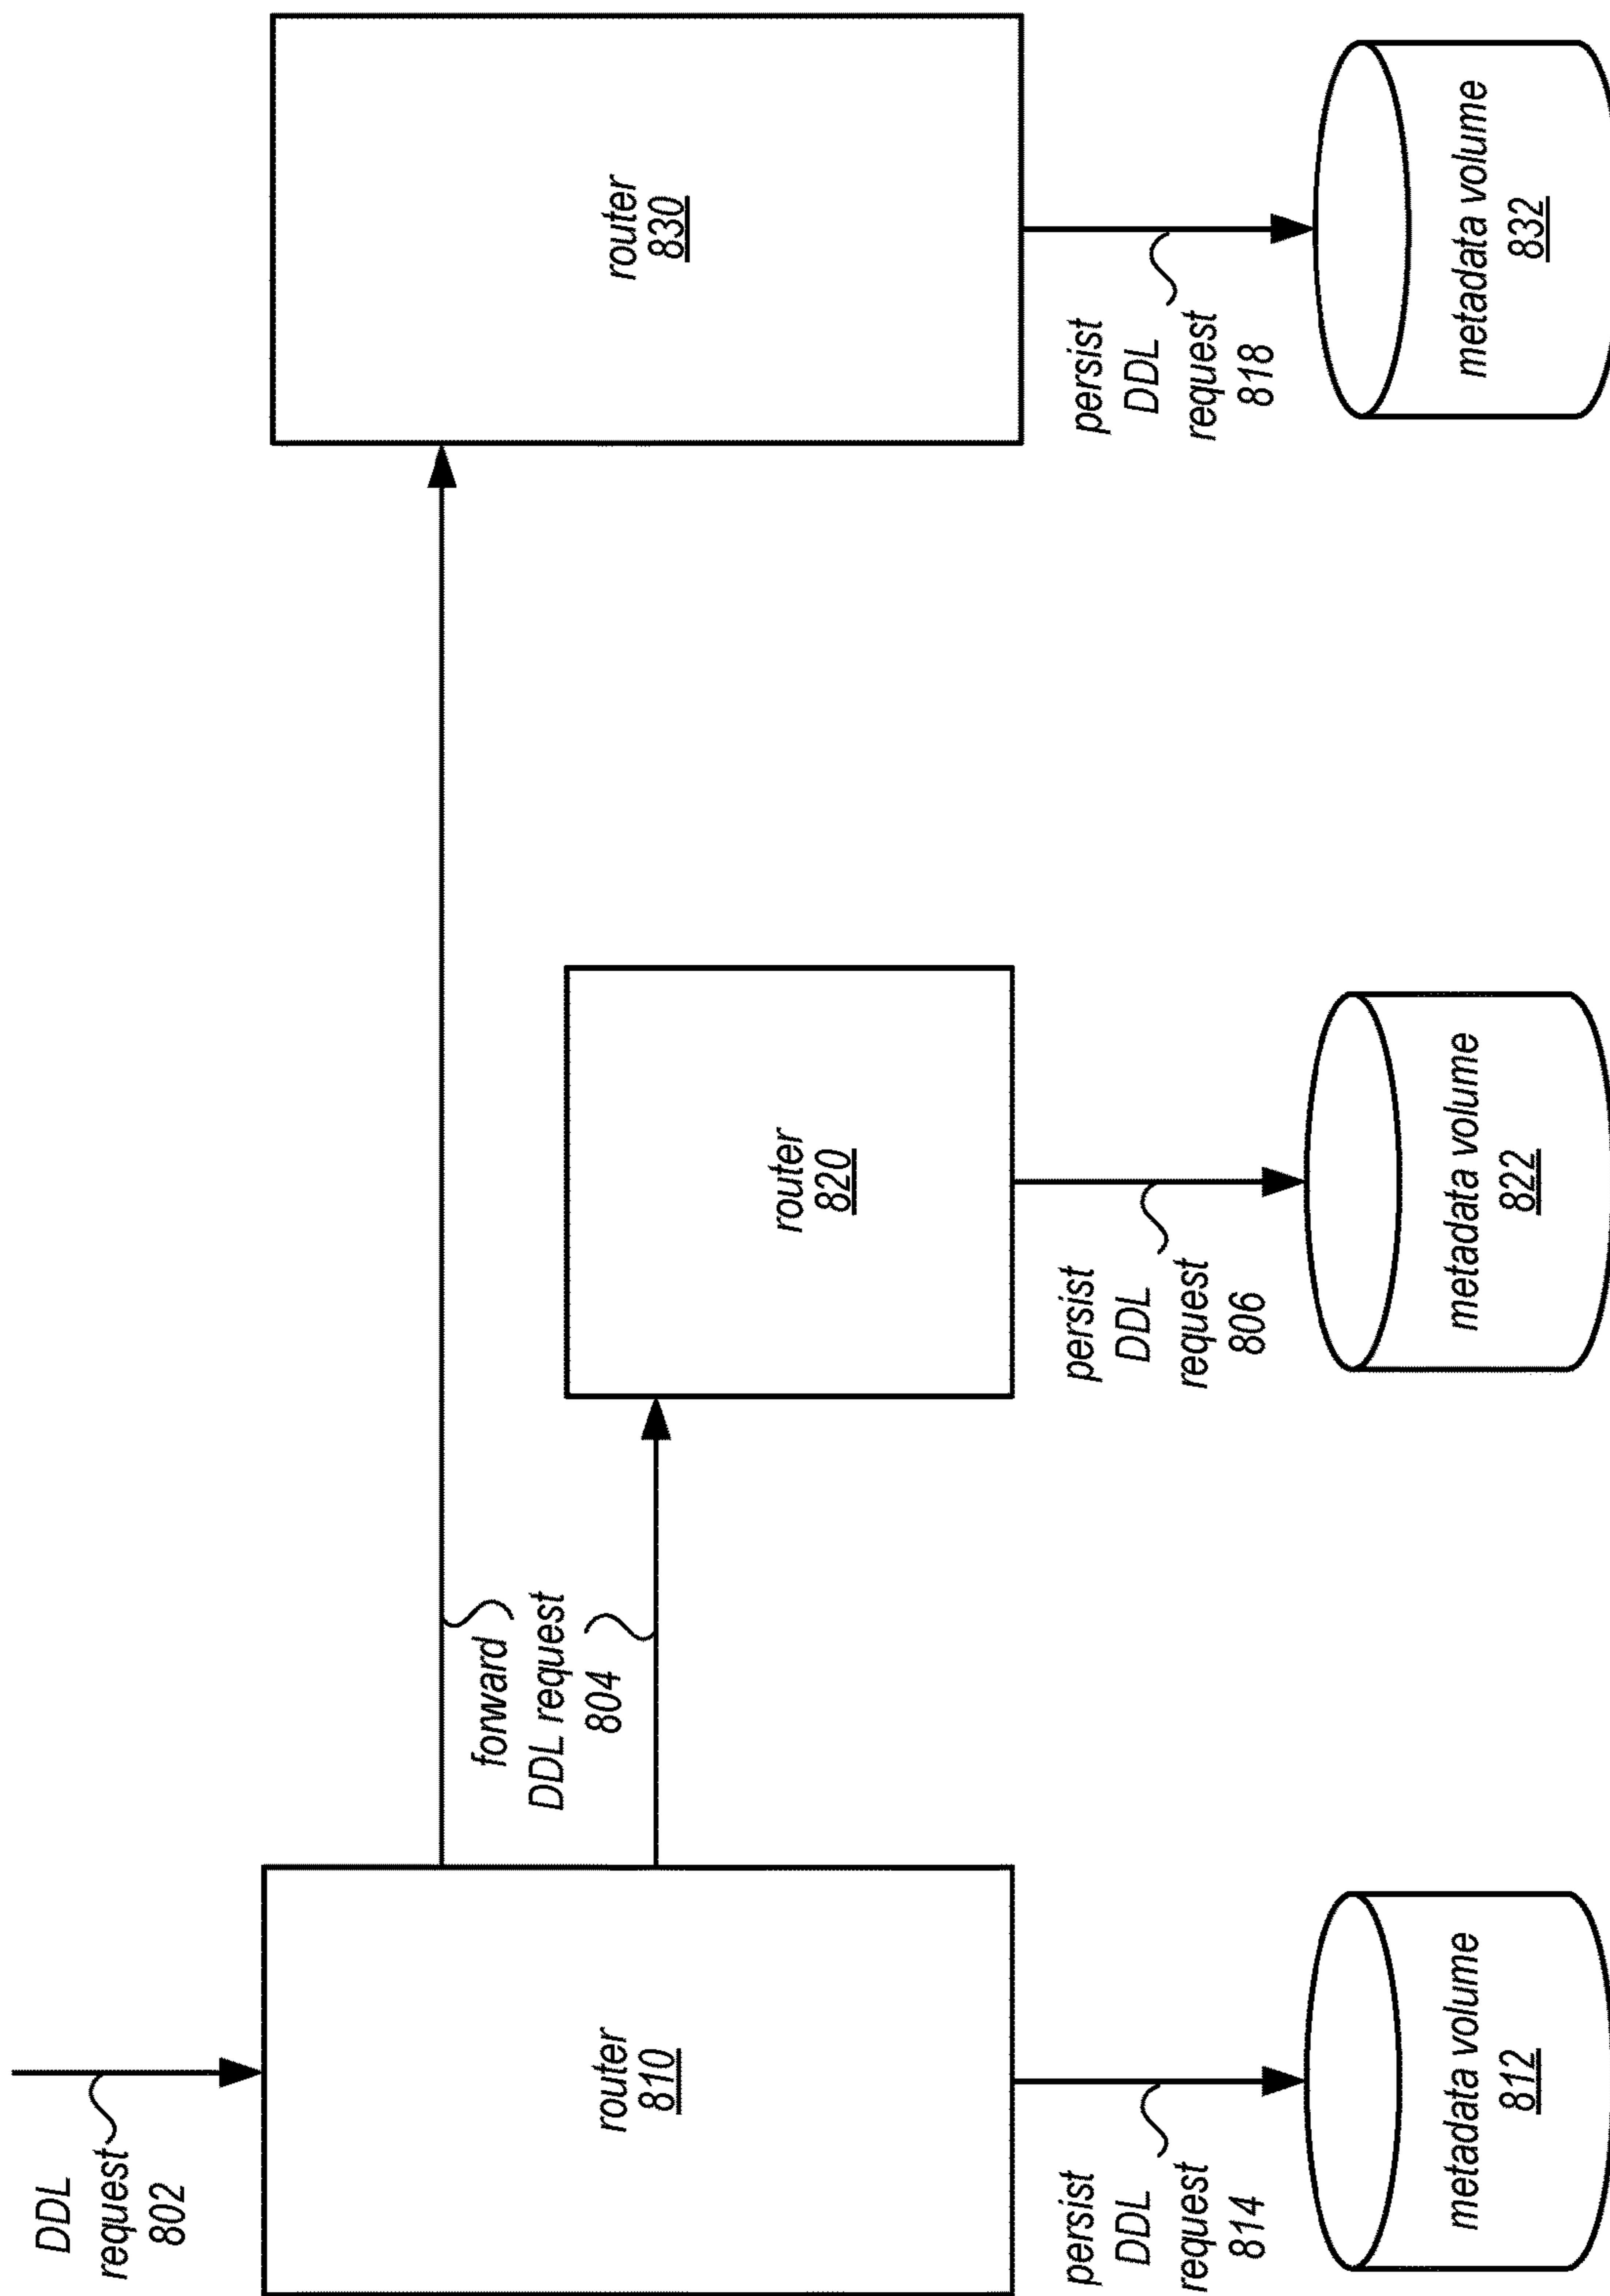 DDL
request
802
router
810
forward
DDL request
804
router
820
router
830
persist
DDL
request
814
persist
DDL
request
806
persist
DDL
request
818
metadata volume
812
metadata volume
822
metadata volume
832